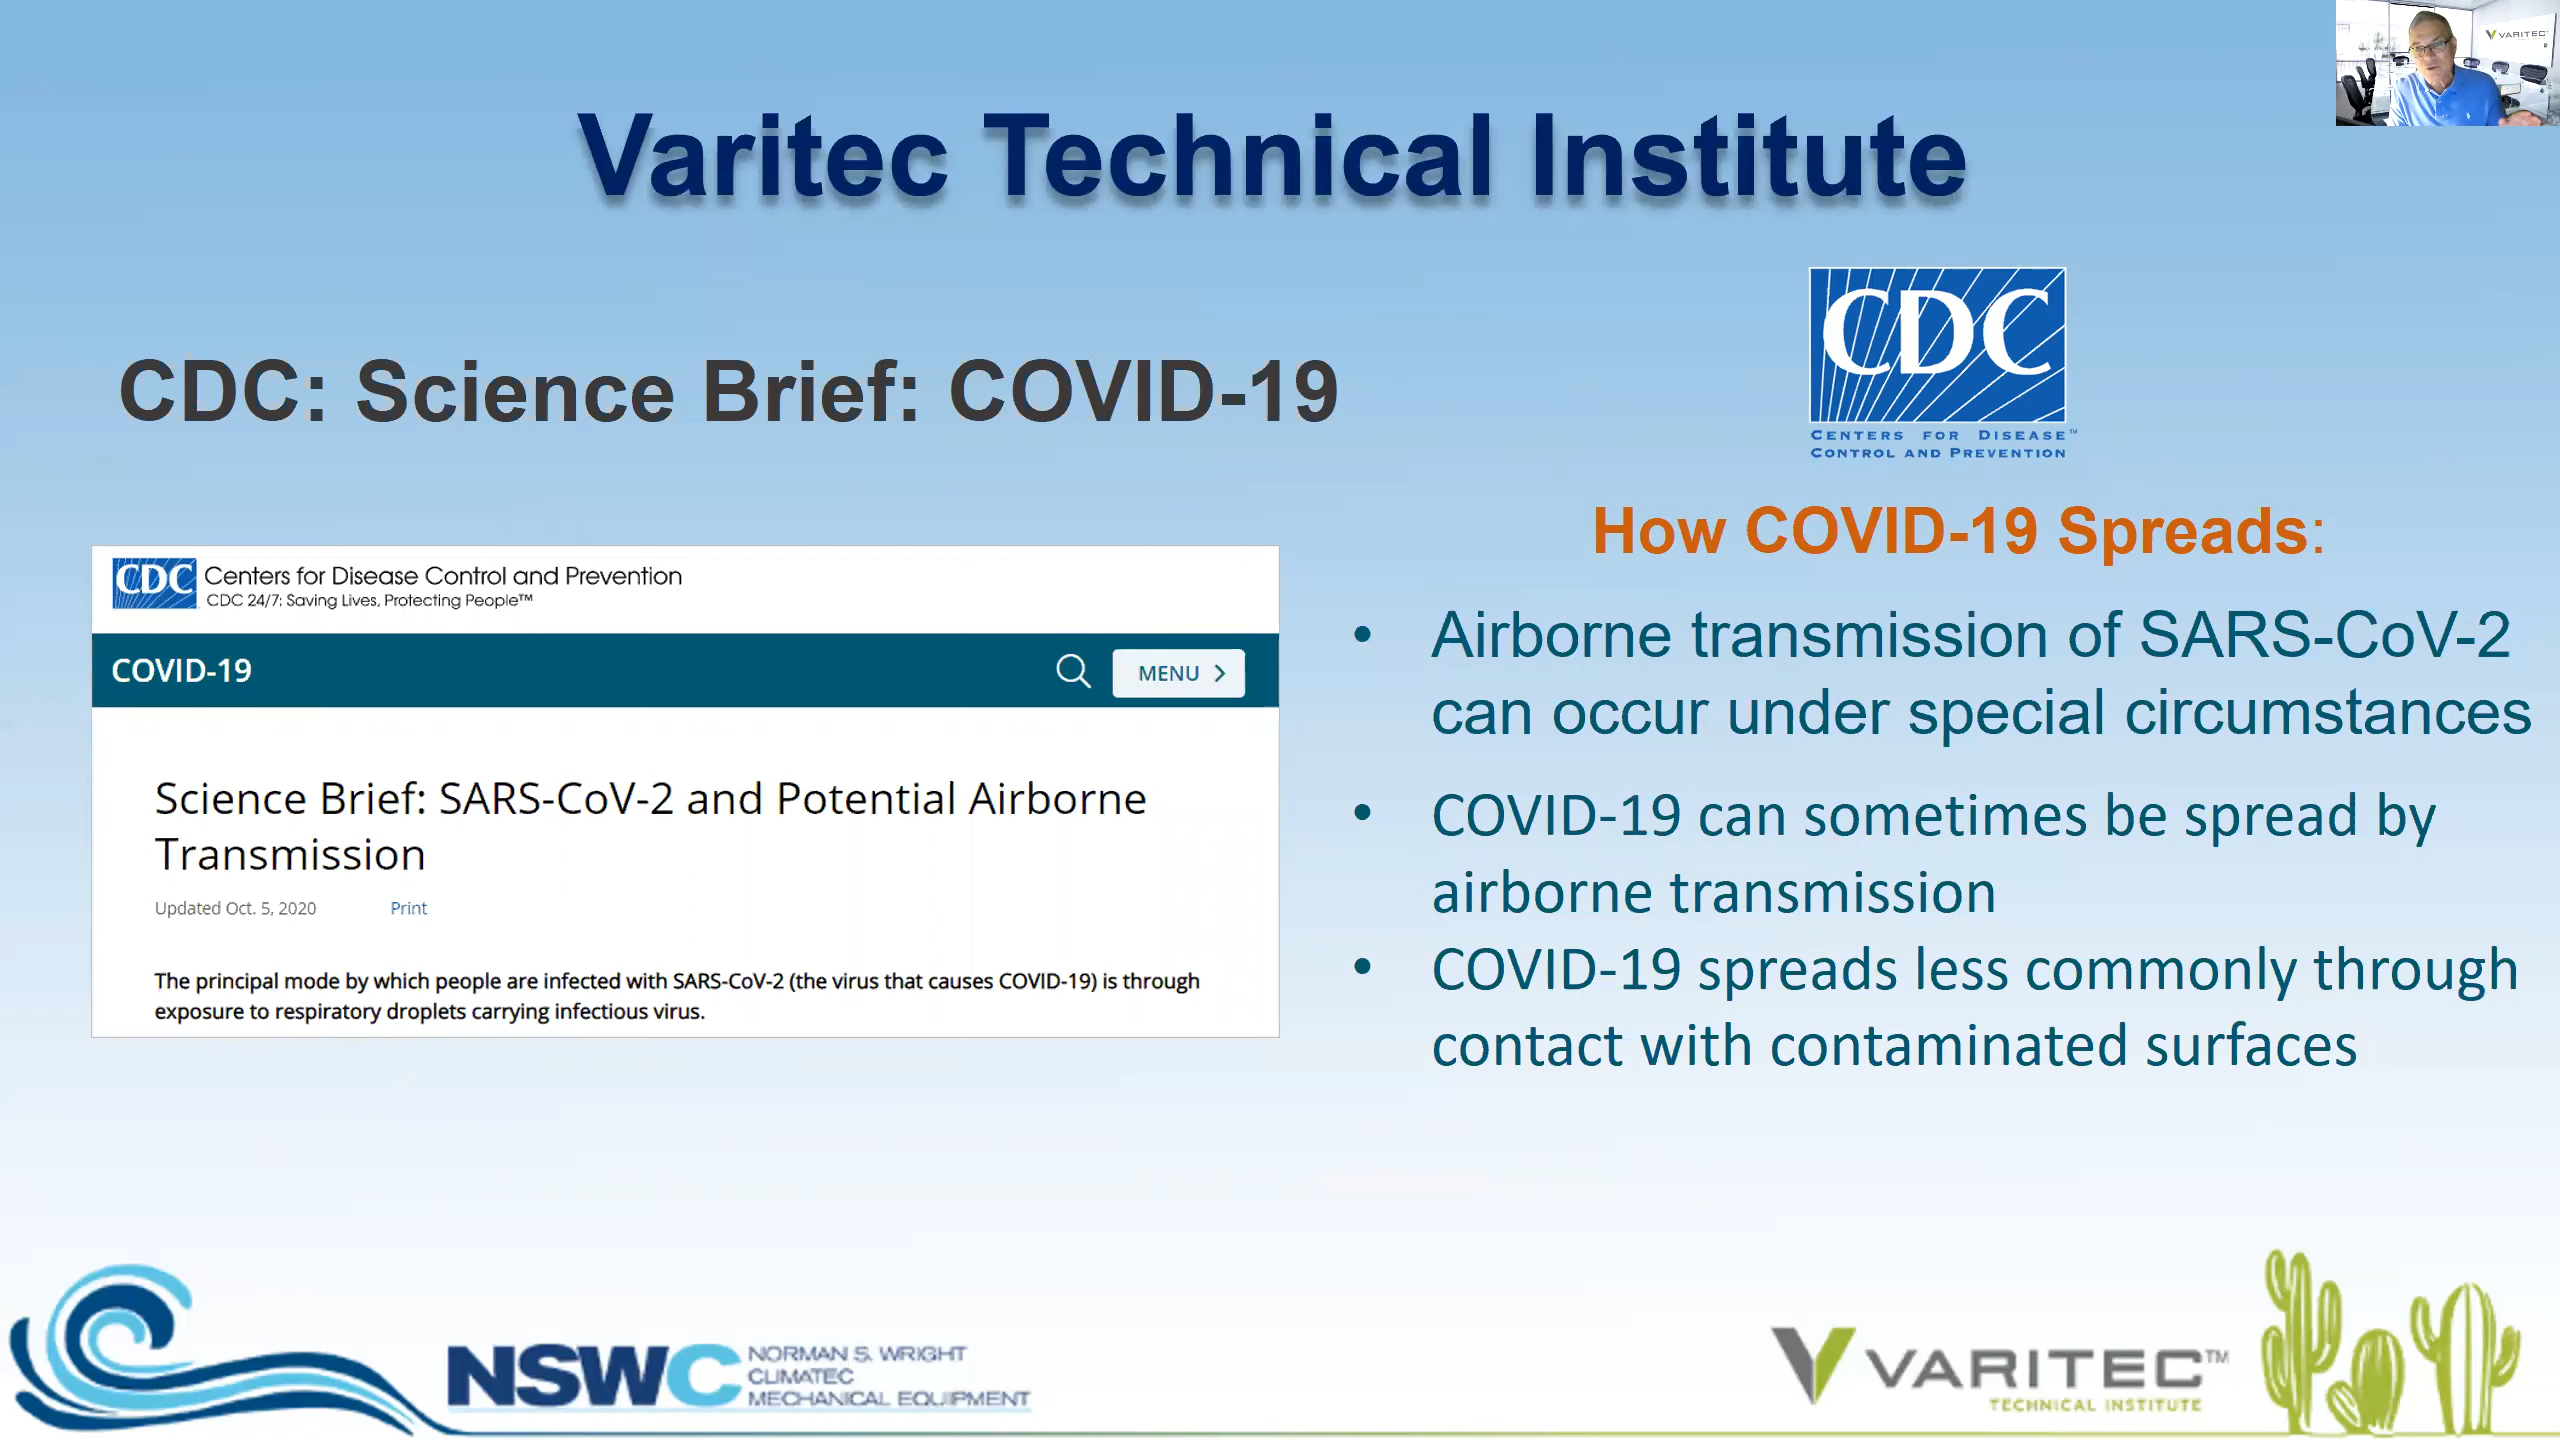 VARITEC
Varitec Technical Institute
CDC: Science Brief: COVID-19
CDC
CENTERS FOR DISEASE™
CONTROL AND PREVENTION
CDC Centers for Disease Control and Prevention
CDC 24/7: Saving Lives, Protecting People™
COVID-19
MENU
Science Brief: SARS-CoV-2 and Potential Airborne
Transmission
Updated Oct. 5, 2020 Print
The principal mode by which people are infected with SARS-CoV-2 (the virus that causes COVID-19) is through
exposure to respiratory droplets carrying infectious virus.
How COVID-19 Spreads:
• Airborne transmission of SARS-CoV-2
can occur under special circumstances
• COVID-19 can sometimes be spread by
airborne transmission
• COVID-19 spreads less commonly through
contact with contaminated surfaces
NSWC
NORMAN S. WRIGHT
CLIMATEC
MECHANICAL EQUIPMENT
VARITEC™
TECHNICAL INSTITUTE